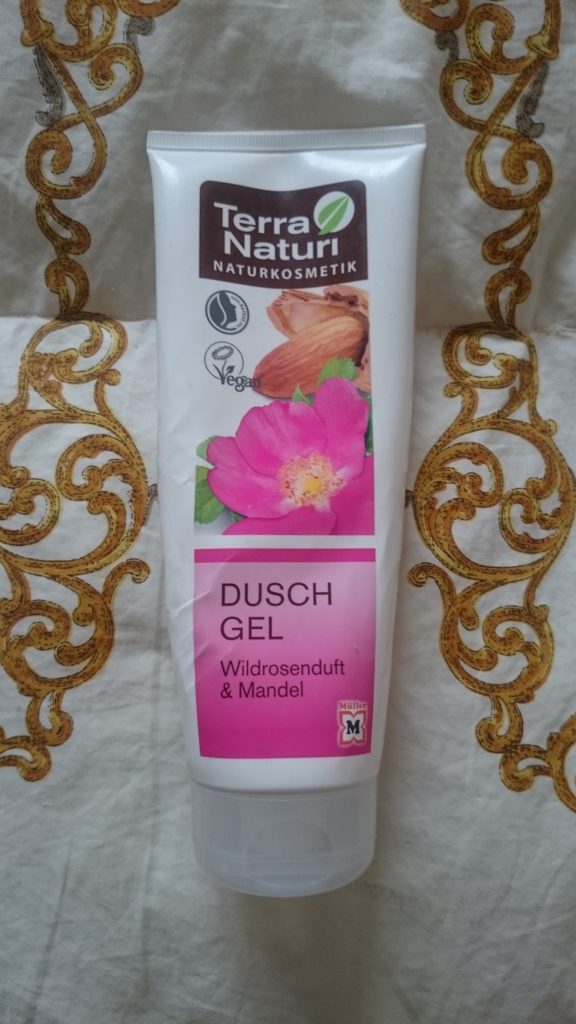 Terra
Naturi
NATURKOSMETIK
Vegan
DUSCH
GEL
Wildrosenduft
& Mandel
Müller
M